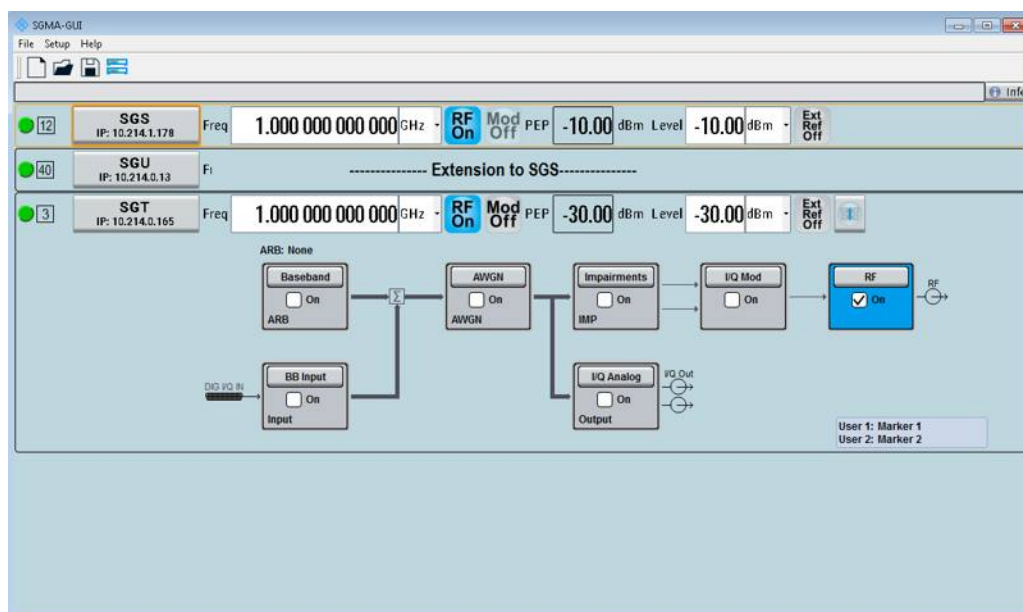 SGMA-GUI
File Setup Help
Info
12 SGS IP: 10.214.1.178 Freq 1.000 000 000 000 GHz RF On Mod Off PEP -10.00 dBm Level -10.00 dBm Ext Ref Off
40 SGU IP: 10.214.0.13 ---------------- Extension to SGS----------------
3 SGT IP: 10.214.0.165 Freq 1.000 000 000 000 GHz RF On Mod Off PEP -30.00 dBm Level -30.00 dBm Ext Ref Off
ARB: None
Baseband AWGN Impairments I/Q Mod RF
On Σ On On On On RF
ARB AWGN IMP
BB Input I/Q Analog I/Q Out
DIG I/Q IN On On
Input Output
User 1: Marker 1
User 2: Marker 2